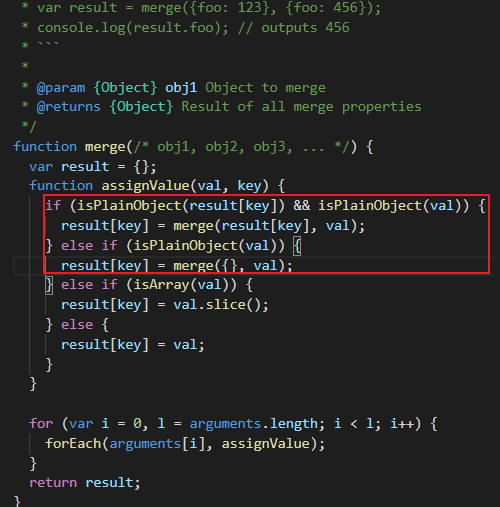 * var result = merge({foo: 123}, {foo: 456});
* console.log(result.foo); // outputs 456
* ```
*
* @param {Object} obj1 Object to merge
* @returns {Object} Result of all merge properties
*/
function merge(/* obj1, obj2, obj3, ... */) {
  var result = {};
  function assignValue(val, key) {
    if (isPlainObject(result[key]) && isPlainObject(val)) {
      result[key] = merge(result[key], val);
    } else if (isPlainObject(val)) {
      result[key] = merge({}, val);
    } else if (isArray(val)) {
      result[key] = val.slice();
    } else {
      result[key] = val;
    }
  }
  for (var i = 0, l = arguments.length; i < l; i++) {
    forEach(arguments[i], assignValue);
  }
  return result;
}